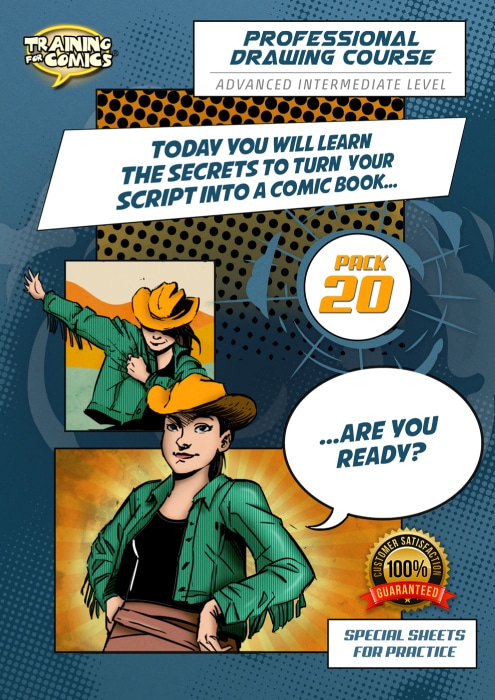 TRAINING
FOR COMICS®
PROFESSIONAL
DRAWING COURSE
ADVANCED INTERMEDIATE LEVEL
TODAY YOU WILL LEARN
THE SECRETS TO TURN YOUR
SCRIPT INTO A COMIC BOOK...
PACK
20
...ARE YOU
READY?
CUSTOMER SATISFACTION
100%
GUARANTEED
SPECIAL SHEETS
FOR PRACTICE